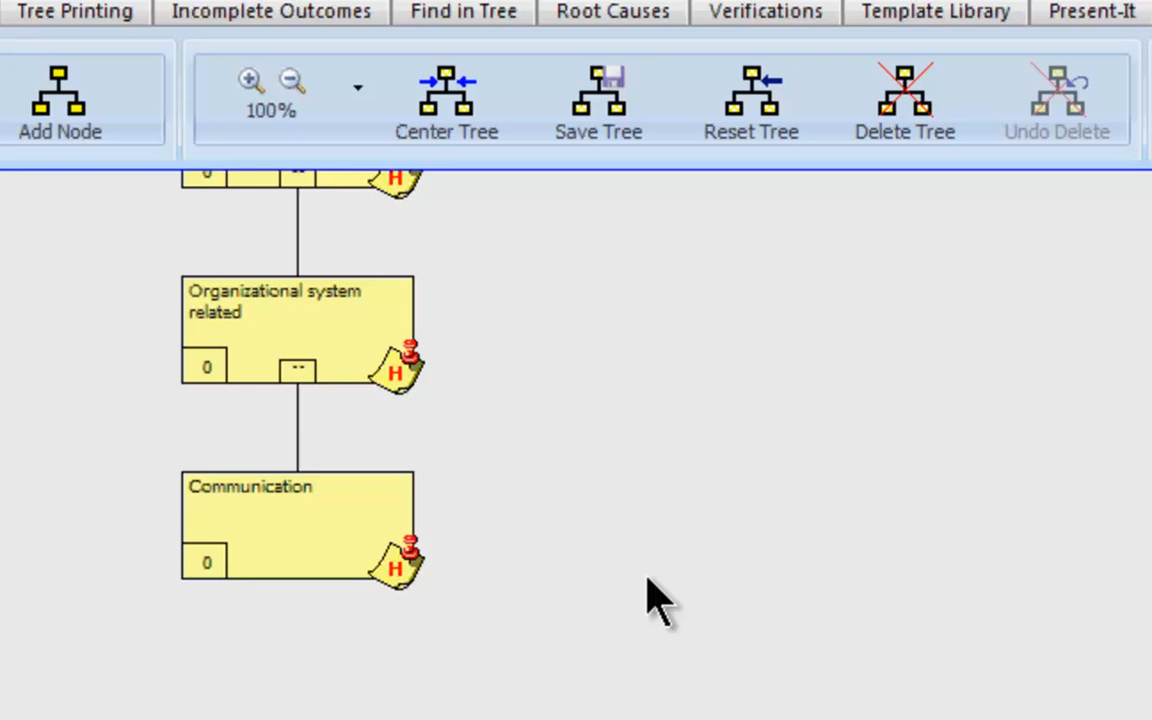 Tree Printing
Incomplete Outcomes
Find in Tree
Root Causes
Verifications
Template Library
Present-It
Add Node
100%
Center Tree
Save Tree
Reset Tree
Delete Tree
Undo Delete
0
--
H
Organizational system
related
0
--
H
Communication
0
H